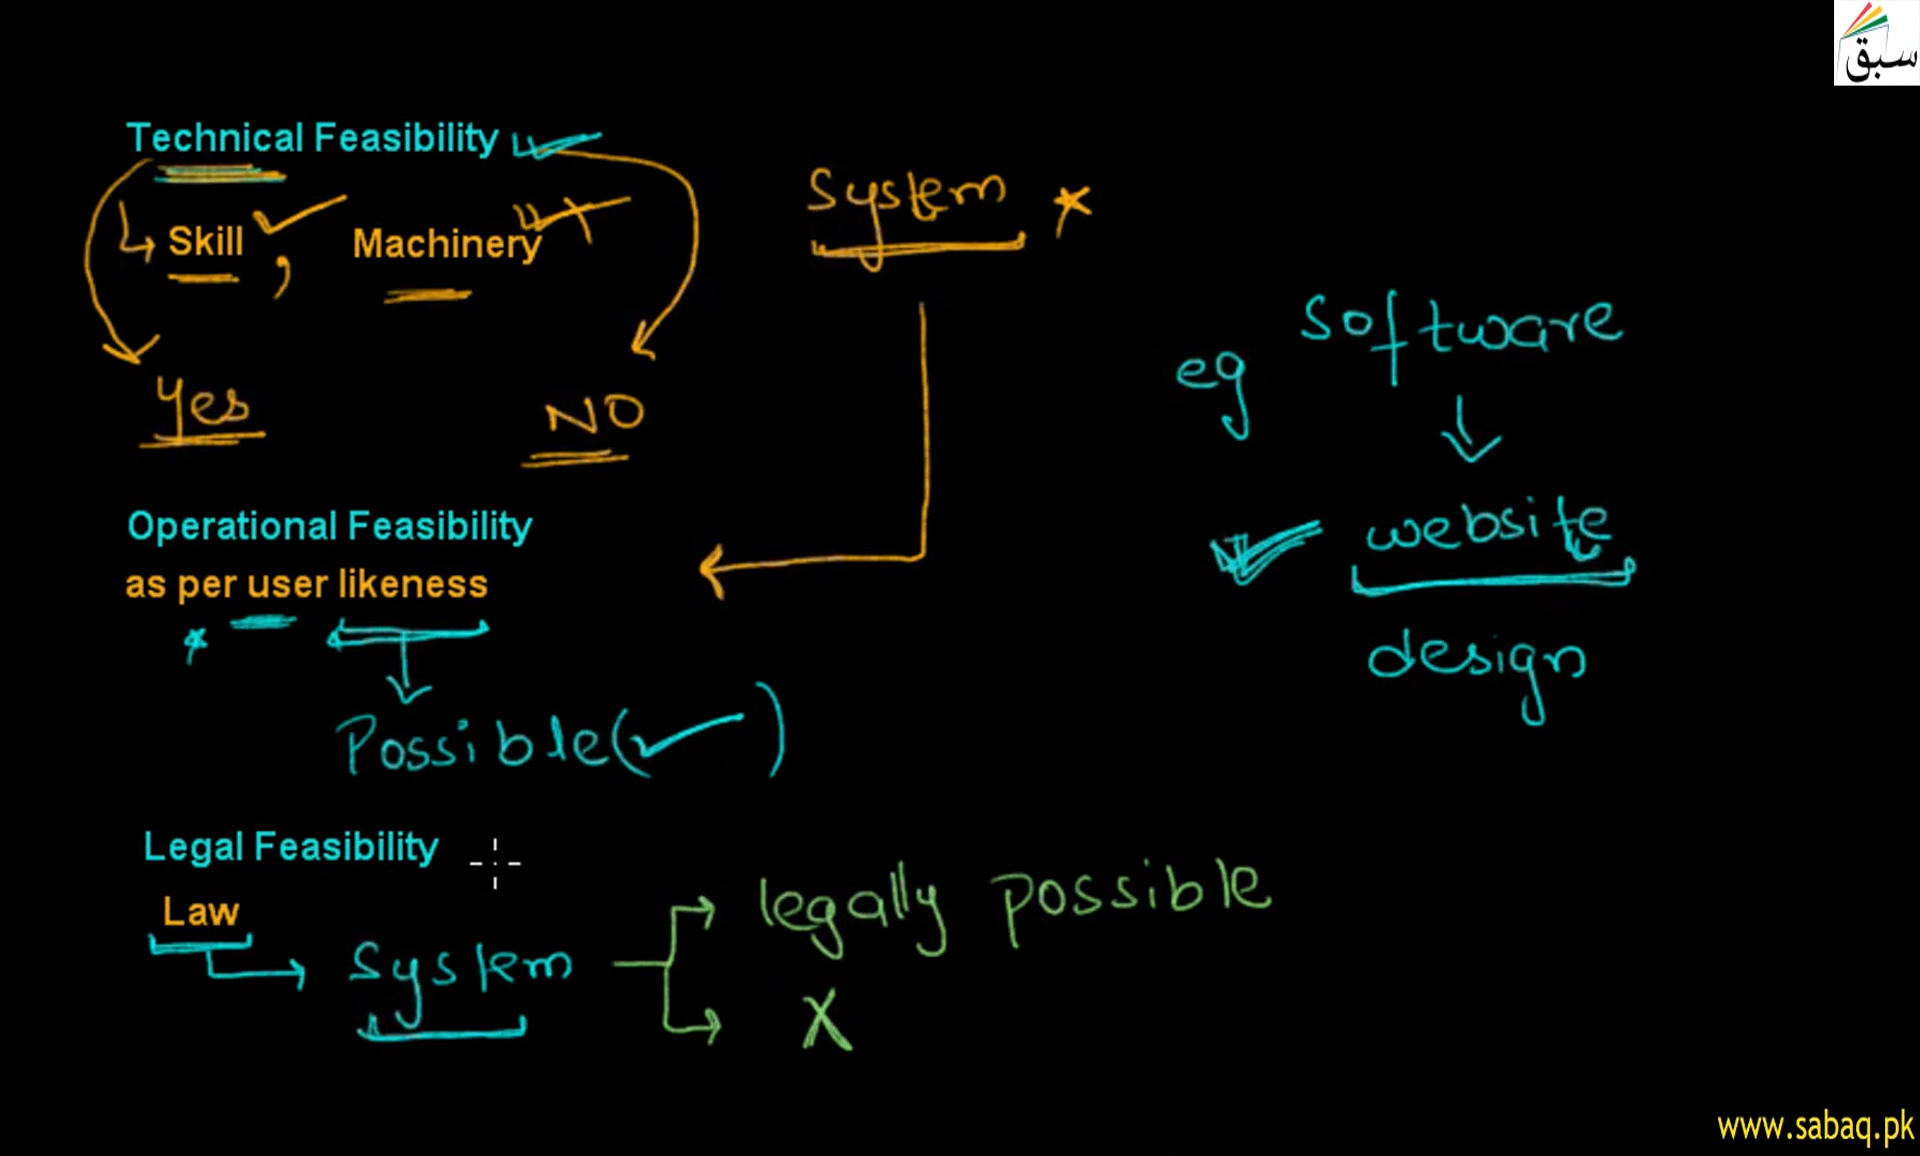 سبق
Technical Feasibility
Skill , Machinery
Yes
NO
System
eg Software
website
design
Operational Feasibility
as per user likeness
Possible( )
Legal Feasibility
Law
System
legally possible
X
www.sabaq.pk